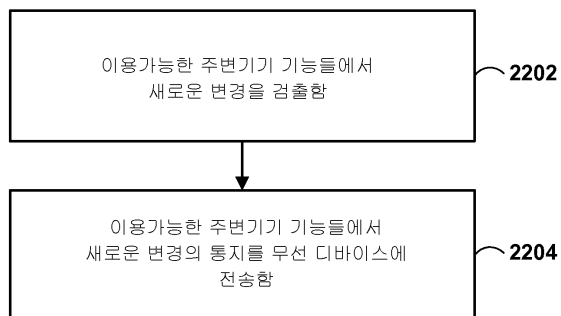 이용가능한 주변기기 기능들에서
새로운 변경을 검출함
2202
이용가능한 주변기기 기능들에서
새로운 변경의 통지를 무선 디바이스에
전송함
2204